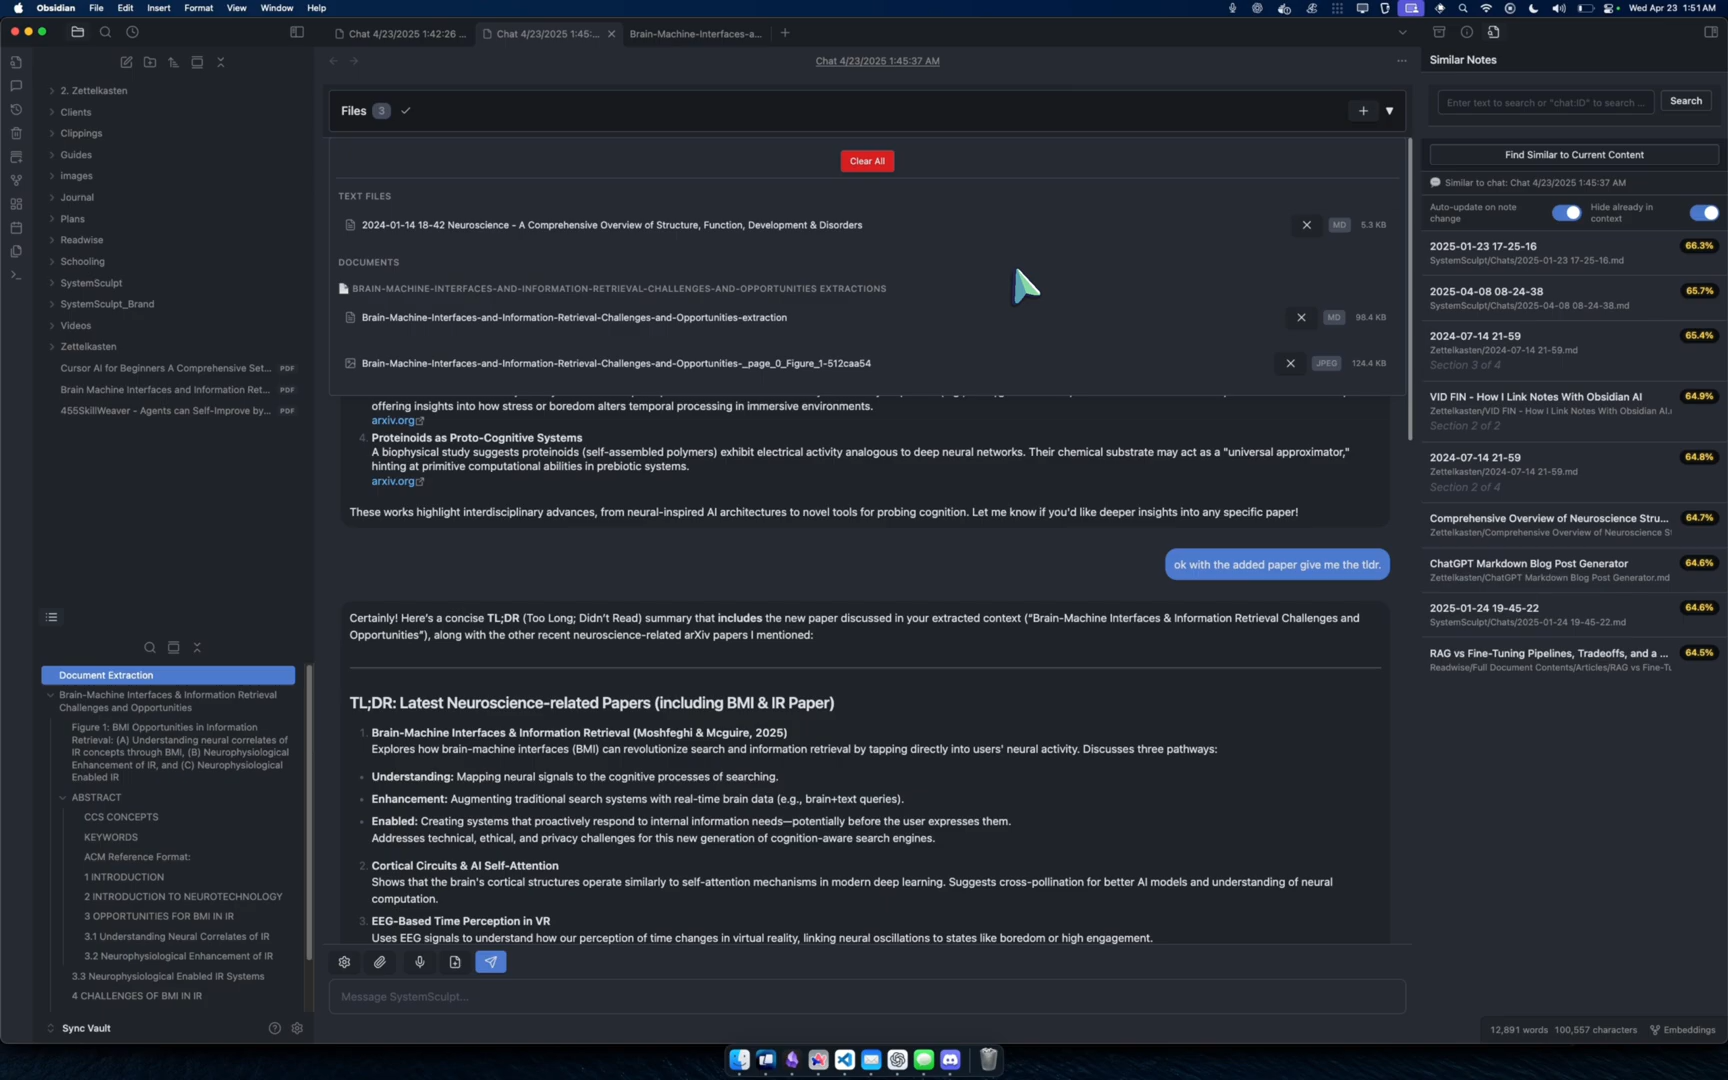 Obsidian File Edit Insert Format View Window Help
Wed Apr 23 1:51 AM
Chat 4/23/2025 1:42:26 ...
Chat 4/23/2025 1:45:...
Brain-Machine-Interfaces-a...
Chat 4/23/2025 1:45:37 AM
2. Zettelkasten
Clients
Clippings
Guides
images
Journal
Plans
Readwise
Schooling
SystemSculpt
SystemSculpt_Brand
Videos
Zettelkasten
Cursor AI for Beginners A Comprehensive Set... PDF
Brain Machine Interfaces and Information Ret... PDF
455SkillWeaver - Agents can Self-Improve by... PDF
Document Extraction
Brain-Machine Interfaces & Information Retrieval
Challenges and Opportunities
Figure 1: BMI Opportunities in Information
Retrieval: (A) Understanding neural correlates of
IR concepts through BMI, (B) Neurophysiological
Enhancement of IR, and (C) Neurophysiological
Enabled IR
ABSTRACT
CCS CONCEPTS
KEYWORDS
ACM Reference Format:
1 INTRODUCTION
2 INTRODUCTION TO NEUROTECHNOLOGY
3 OPPORTUNITIES FOR BMI IN IR
3.1 Understanding Neural Correlates of IR
3.2 Neurophysiological Enhancement of IR
3.3 Neurophysiological Enabled IR Systems
4 CHALLENGES OF BMI IN IR
Sync Vault
Files 3
Clear All
TEXT FILES
2024-01-14 18-42 Neuroscience - A Comprehensive Overview of Structure, Function, Development & Disorders MD 5.3 KB
DOCUMENTS
BRAIN-MACHINE-INTERFACES-AND-INFORMATION-RETRIEVAL-CHALLENGES-AND-OPPORTUNITIES EXTRACTIONS
Brain-Machine-Interfaces-and-Information-Retrieval-Challenges-and-Opportunities-extraction MD 98.4 KB
Brain-Machine-Interfaces-and-Information-Retrieval-Challenges-and-Opportunities-_page_0_Figure_1-512caa54 JPEG 124.4 KB
offering insights into how stress or boredom alters temporal processing in immersive environments.
arxiv.org
4. Proteinoids as Proto-Cognitive Systems
A biophysical study suggests proteinoids (self-assembled polymers) exhibit electrical activity analogous to deep neural networks. Their chemical substrate may act as a "universal approximator,"
hinting at primitive computational abilities in prebiotic systems.
arxiv.org
These works highlight interdisciplinary advances, from neural-inspired AI architectures to novel tools for probing cognition. Let me know if you'd like deeper insights into any specific paper!
ok with the added paper give me the tldr.
Certainly! Here's a concise TL;DR (Too Long; Didn't Read) summary that includes the new paper discussed in your extracted context ("Brain-Machine Interfaces & Information Retrieval Challenges and
Opportunities"), along with the other recent neuroscience-related arXiv papers I mentioned:
TL;DR: Latest Neuroscience-related Papers (including BMI & IR Paper)
1. Brain-Machine Interfaces & Information Retrieval (Moshfeghi & Mcguire, 2025)
Explores how brain-machine interfaces (BMI) can revolutionize search and information retrieval by tapping directly into users' neural activity. Discusses three pathways:
• Understanding: Mapping neural signals to the cognitive processes of searching.
• Enhancement: Augmenting traditional search systems with real-time brain data (e.g., brain+text queries).
• Enabled: Creating systems that proactively respond to internal information needs—potentially before the user expresses them.
Addresses technical, ethical, and privacy challenges for this new generation of cognition-aware search engines.
2. Cortical Circuits & AI Self-Attention
Shows that the brain's cortical structures operate similarly to self-attention mechanisms in modern deep learning. Suggests cross-pollination for better AI models and understanding of neural
computation.
3. EEG-Based Time Perception in VR
Uses EEG signals to understand how our perception of time changes in virtual reality, linking neural oscillations to states like boredom or high engagement.
Message SystemSculpt...
Similar Notes
Enter text to search or "chat:ID" to search ...
Search
Find Similar to Current Content
Similar to chat: Chat 4/23/2025 1:45:37 AM
Auto-update on note
change
Hide already in
context
2025-01-23 17-25-16 66.3%
SystemSculpt/Chats/2025-01-23 17-25-16.md
2025-04-08 08-24-38 65.7%
SystemSculpt/Chats/2025-04-08 08-24-38.md
2024-07-14 21-59 65.4%
Zettelkasten/2024-07-14 21-59.md
Section 3 of 4
VID FIN - How I Link Notes With Obsidian AI 64.9%
Zettelkasten/VID FIN - How I Link Notes With Obsidian AI.
Section 2 of 2
2024-07-14 21-59 64.8%
Zettelkasten/2024-07-14 21-59.md
Section 2 of 4
Comprehensive Overview of Neuroscience Stru... 64.7%
Zettelkasten/Comprehensive Overview of Neuroscience S
ChatGPT Markdown Blog Post Generator 64.6%
Zettelkasten/ChatGPT Markdown Blog Post Generator.md
2025-01-24 19-45-22 64.6%
SystemSculpt/Chats/2025-01-24 19-45-22.md
RAG vs Fine-Tuning Pipelines, Tradeoffs, and a ... 64.5%
Readwise/Full Document Contents/Articles/RAG vs Fine-Tu
12,891 words 100,557 characters Embeddings